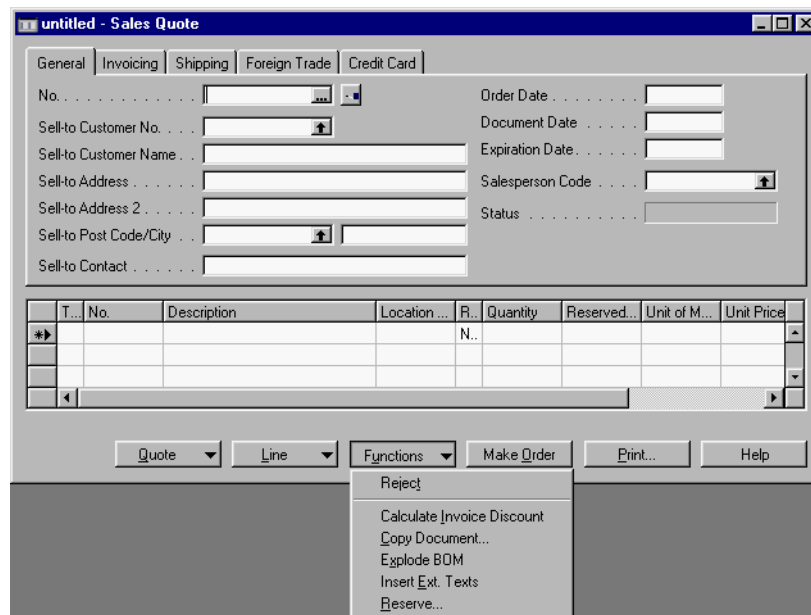 untitled - Sales Quote
General Invoicing Shipping Foreign Trade Credit Card
No. . . . . . . . . . . . . ... Order Date . . . . . . . .
Sell-to Customer No. . . . Document Date . . . . . .
Sell-to Customer Name . . Expiration Date. . . . . .
Sell-to Address . . . . . . Salesperson Code . . . .
Sell-to Address 2 . . . . . Status . . . . . . . . . .
Sell-to Post Code/City . .
Sell-to Contact . . . . . .
T... No. Description Location ... R.. Quantity Reserved... Unit of M... Unit Price
N..
Quote Line Functions Make Order Print... Help
Reject
Calculate Invoice Discount
Copy Document...
Explode BOM
Insert Ext. Texts
Reserve...